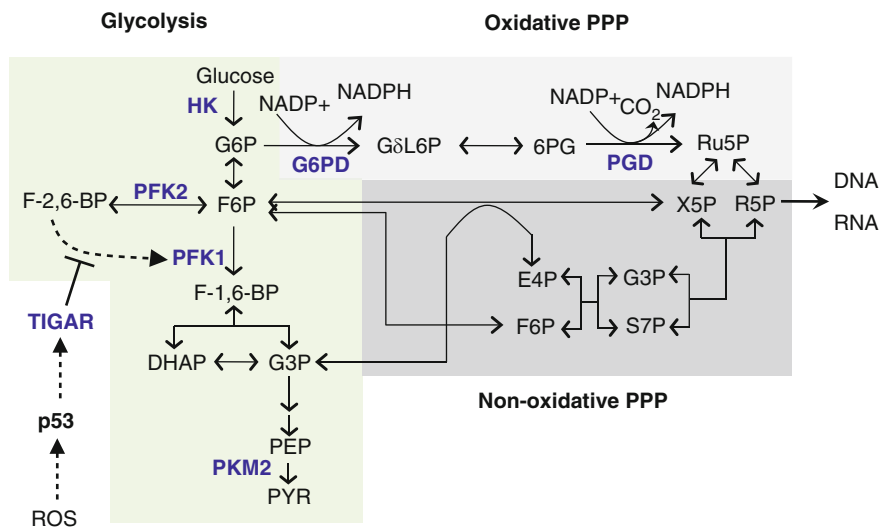 Glycolysis
Oxidative PPP
Glucose
HK
NADP+
NADPH
NADP+
CO2
NADPH
G6P
G6PD
GδL6P
6PG
PGD
Ru5P
F-2,6-BP
PFK2
F6P
X5P
R5P
DNA
RNA
PFK1
F-1,6-BP
E4P
G3P
F6P
S7P
TIGAR
DHAP
G3P
Non-oxidative PPP
p53
PEP
PKM2
PYR
ROS